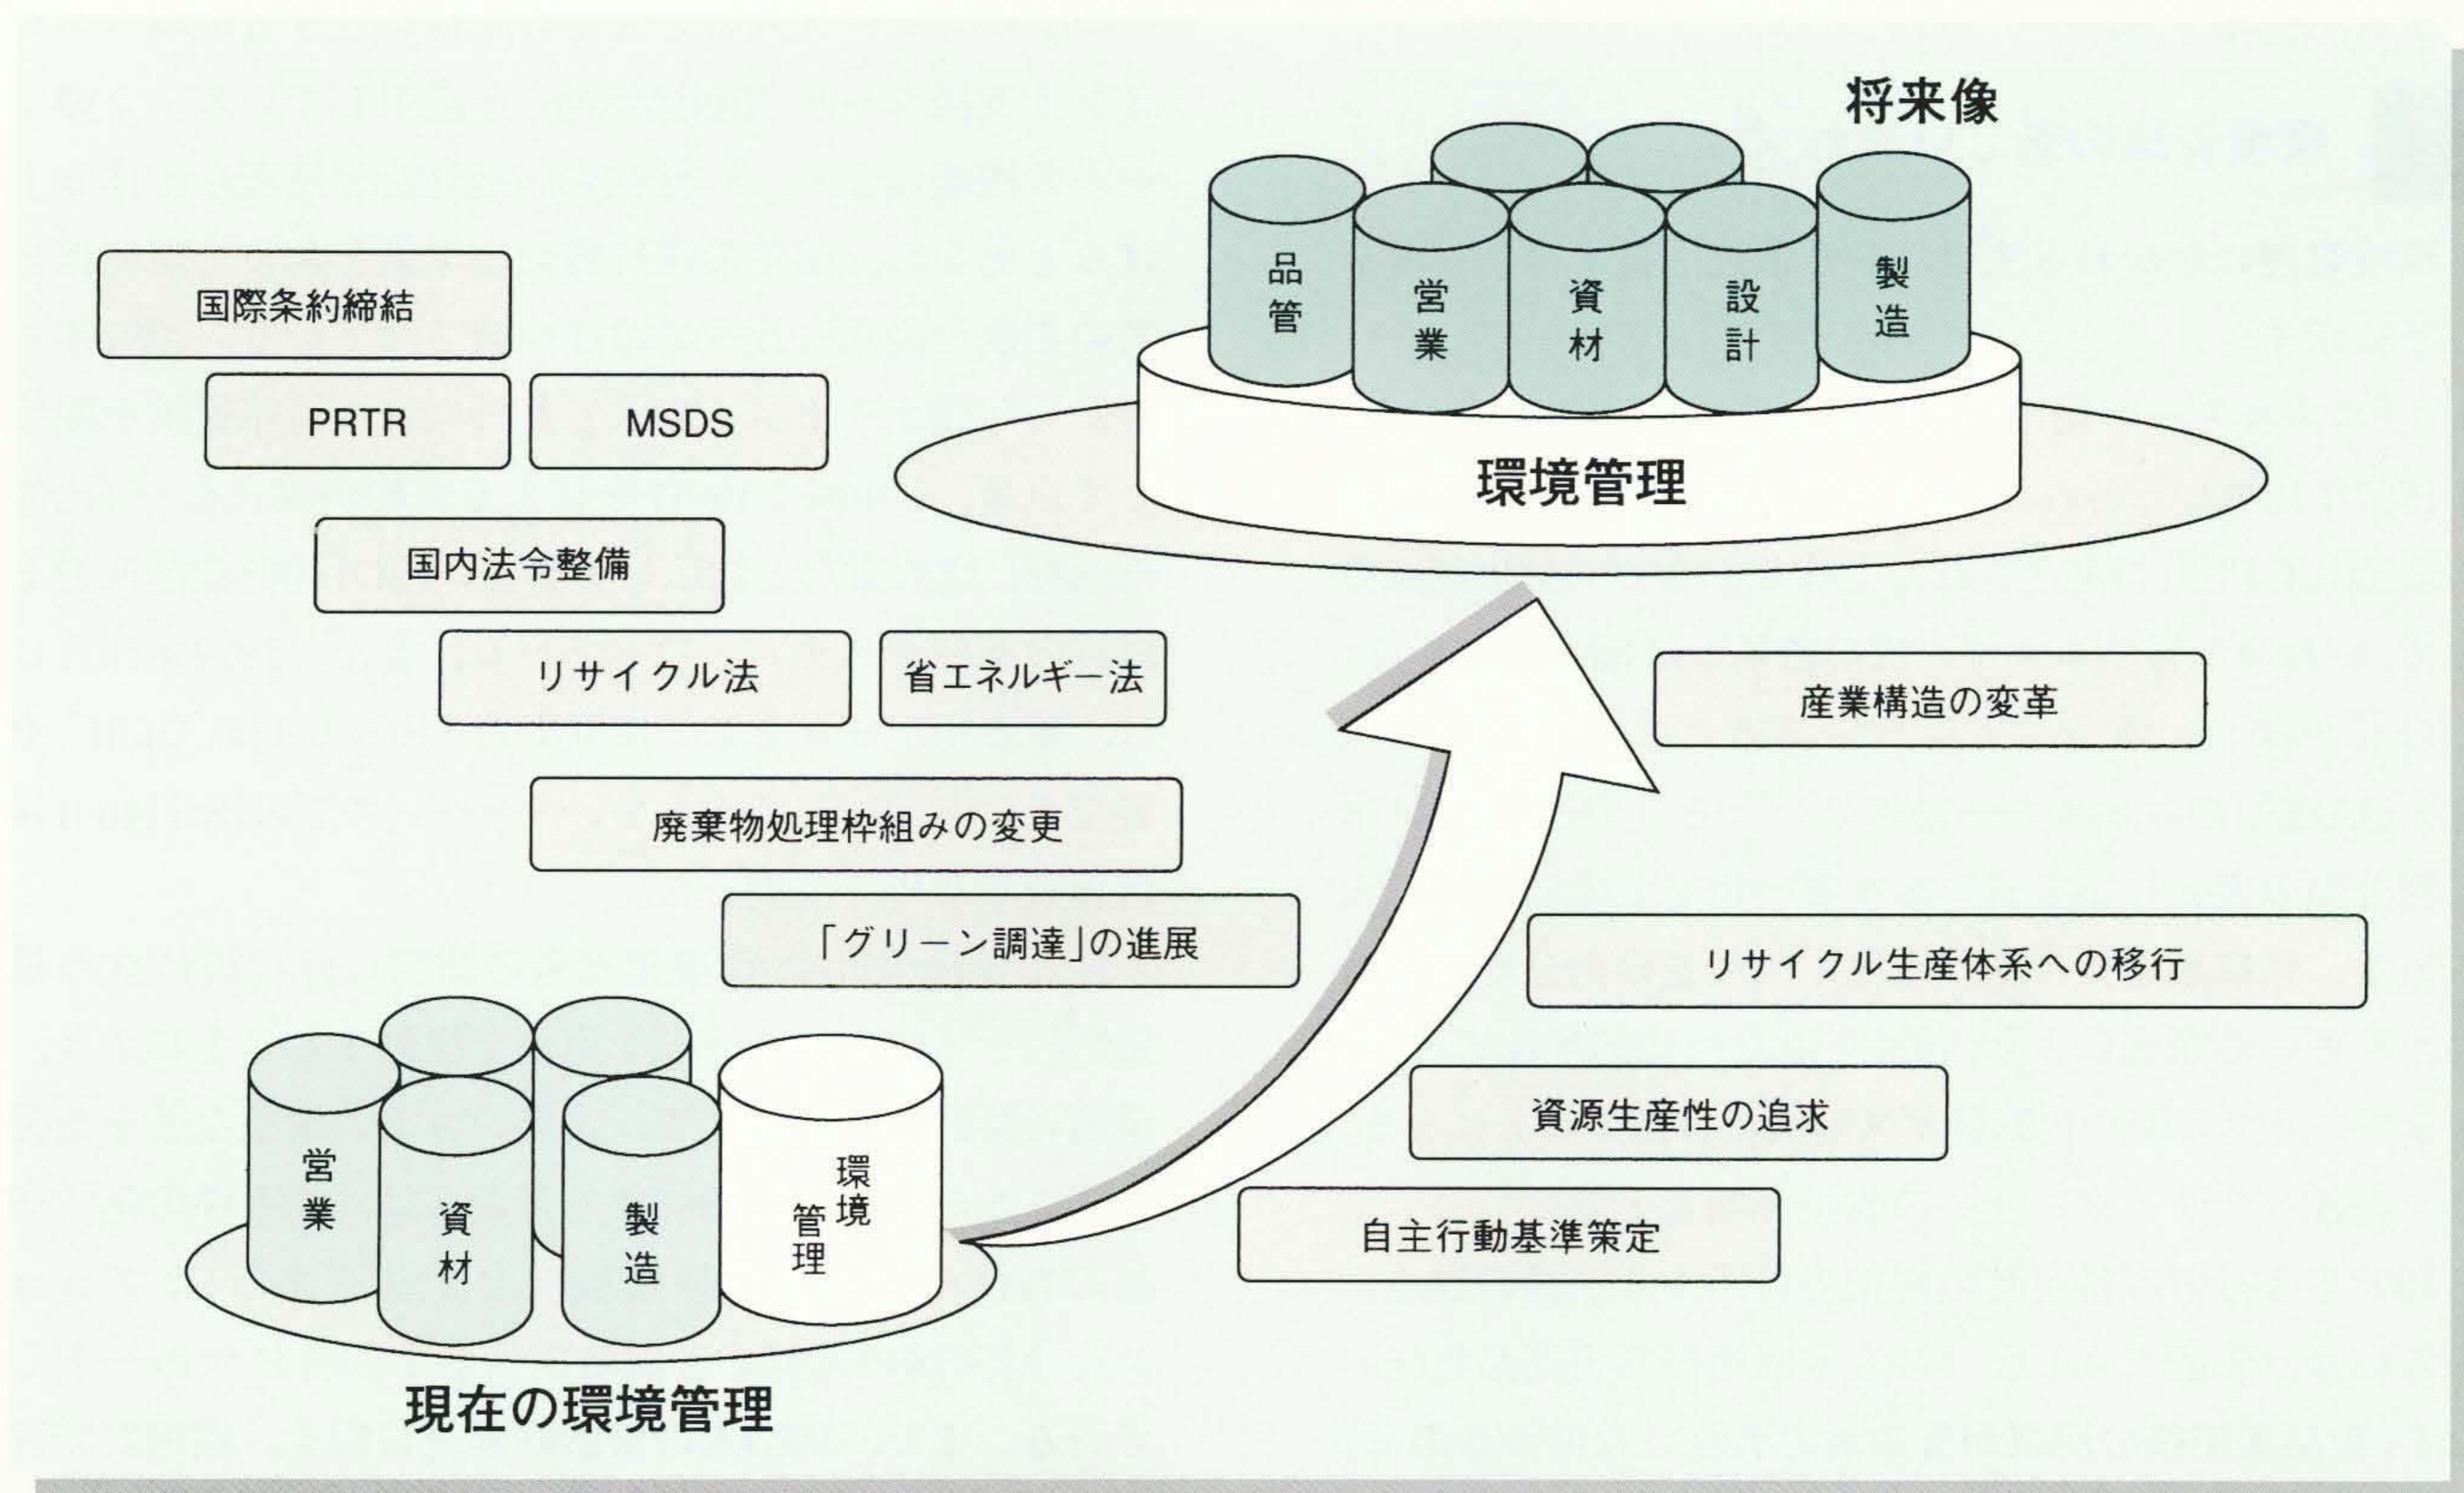 将来像
品管
営業
資材
設計
製造
環境管理
国際条約締結
PRTR
MSDS
国内法令整備
リサイクル法
省エネルギー法
廃棄物処理枠組みの変更
「グリーン調達」の進展
産業構造の変革
リサイクル生産体系への移行
資源生産性の追求
自主行動基準策定
営業
資材
製造
環境
管理
現在の環境管理